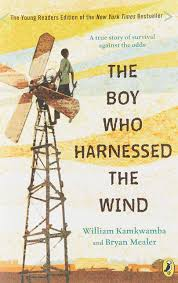 The Young Readers Edition of the New York Times Bestseller
A true story of survival
against the odds
THE
BOY
WHO
HARNESSED
THE
WIND
William Kamkwamba
and Bryan Mealer